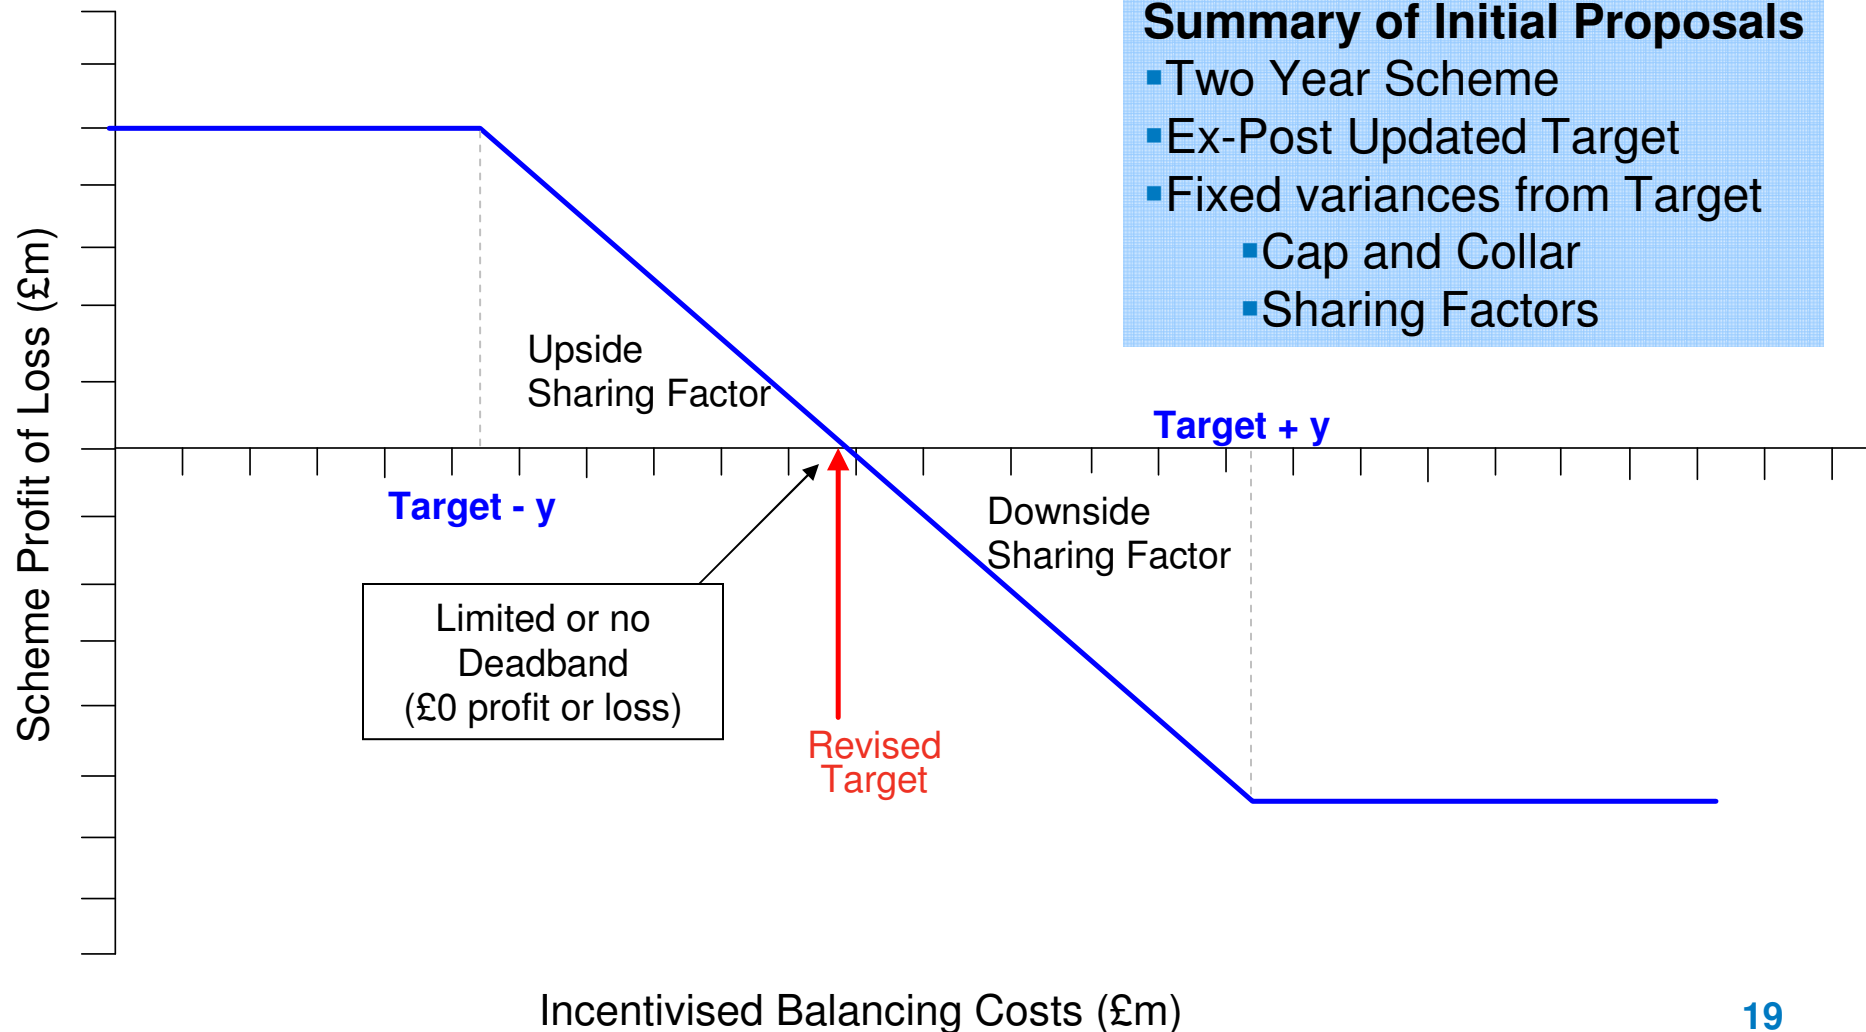 Summary of Initial Proposals
▪Two Year Scheme
▪Ex-Post Updated Target
▪Fixed variances from Target
▪Cap and Collar
▪Sharing Factors
Scheme Profit of Loss (£m)
Upside
Sharing Factor
Target + y
Target - y
Downside
Sharing Factor
Limited or no
Deadband
(£0 profit or loss)
Revised
Target
Incentivised Balancing Costs (£m)
19